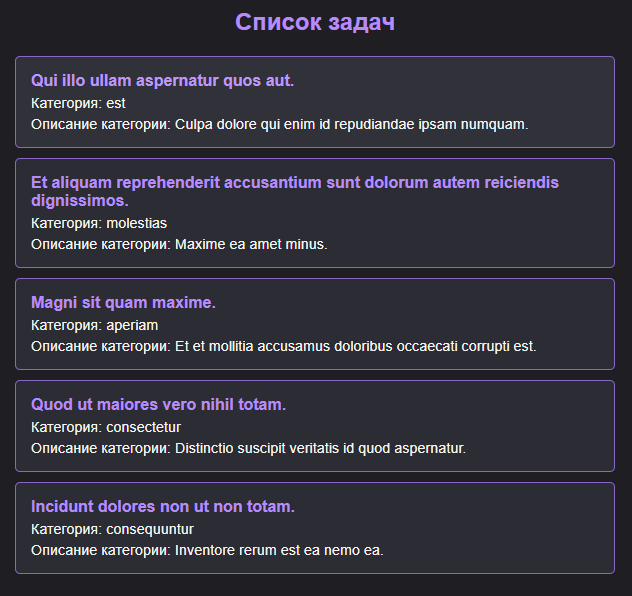 Список задач
Qui illo ullam aspernatur quos aut.
Категория: est
Описание категории: Culpa dolore qui enim id repudiandae ipsam numquam.
Et aliquam reprehenderit accusantium sunt dolorum autem reiciendis
dignissimos.
Категория: molestias
Описание категории: Maxime ea amet minus.
Magni sit quam maxime.
Категория: aperiam
Описание категории: Et et mollitia accusamus doloribus occaecati corrupti est.
Quod ut maiores vero nihil totam.
Категория: consectetur
Описание категории: Distinctio suscipit veritatis id quod aspernatur.
Incidunt dolores non ut non totam.
Категория: consequuntur
Описание категории: Inventore rerum est ea nemo ea.